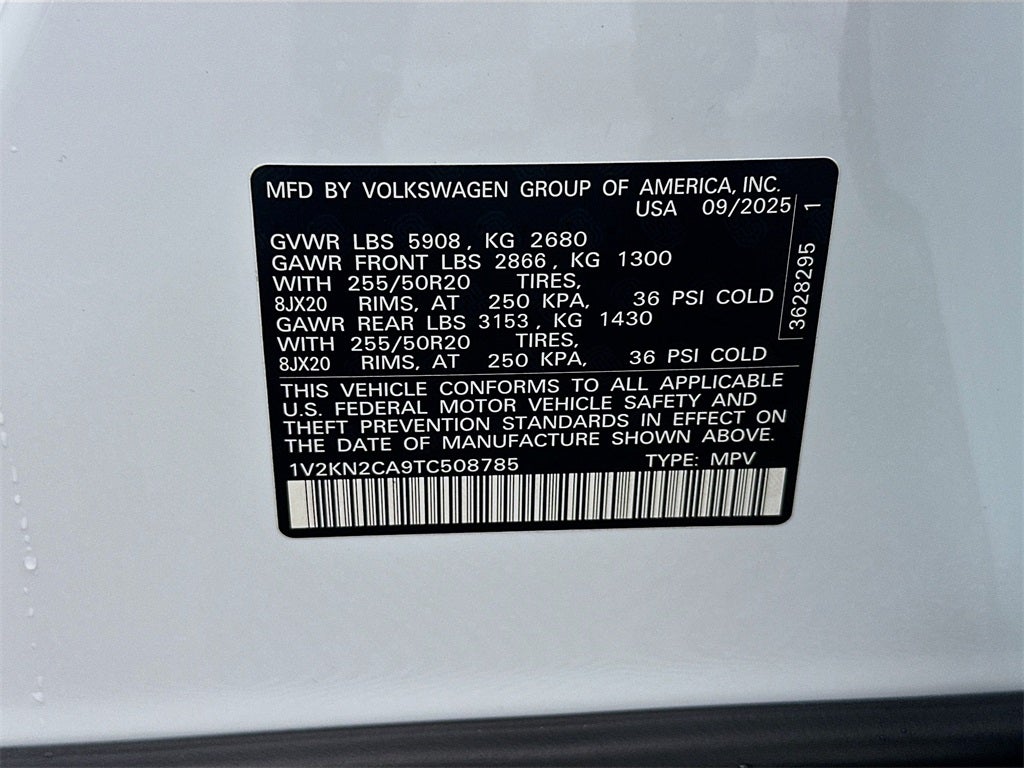 MFD BY VOLKSWAGEN GROUP OF AMERICA, INC.
USA 09/2025
GVWR LBS 5908, KG 2680
GAWR FRONT LBS 2866, KG 1300
WITH 255/50R20 TIRES,
8JX20 RIMS, AT 250 KPA, 36 PSI COLD
GAWR REAR LBS 3153, KG 1430
WITH 255/50R20 TIRES,
8JX20 RIMS, AT 250 KPA, 36 PSI COLD
3628295 1
THIS VEHICLE CONFORMS TO ALL APPLICABLE
U.S. FEDERAL MOTOR VEHICLE SAFETY AND
THEFT PREVENTION STANDARDS IN EFFECT ON
THE DATE OF MANUFACTURE SHOWN ABOVE.
1V2KN2CA9TC508785 TYPE: MPV